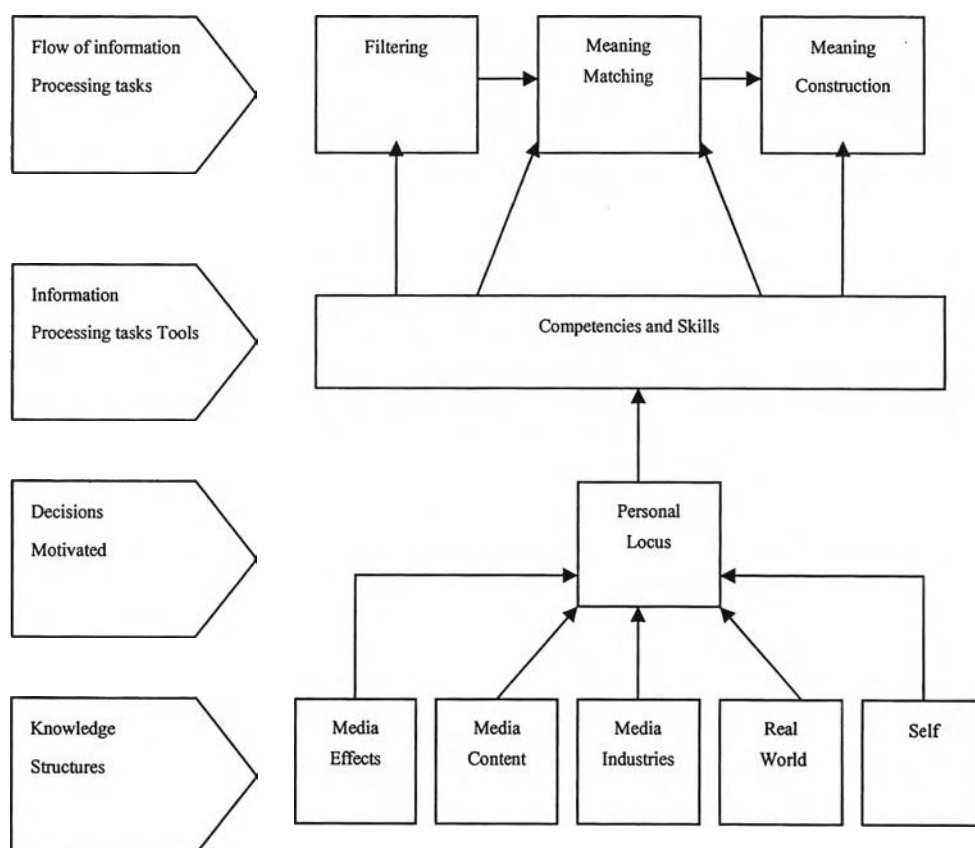 Flow of information
Processing tasks
Filtering
Meaning
Matching
Meaning
Construction
Information
Processing tasks Tools
Competencies and Skills
Decisions
Motivated
Personal
Locus
Knowledge
Structures
Media
Effects
Media
Content
Media
Industries
Real
World
Self